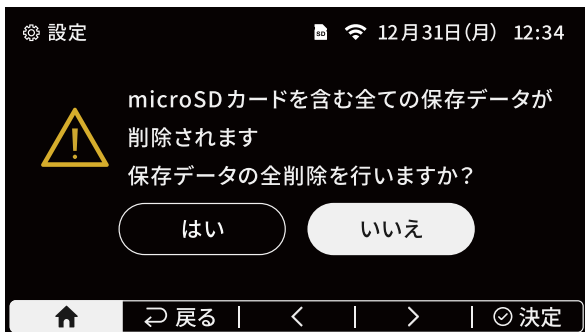 設定 SD 12月31日(月) 12:34
microSDカードを含む全ての保存データが
削除されます
保存データの全削除を行いますか?
はい いいえ
戻る 決定